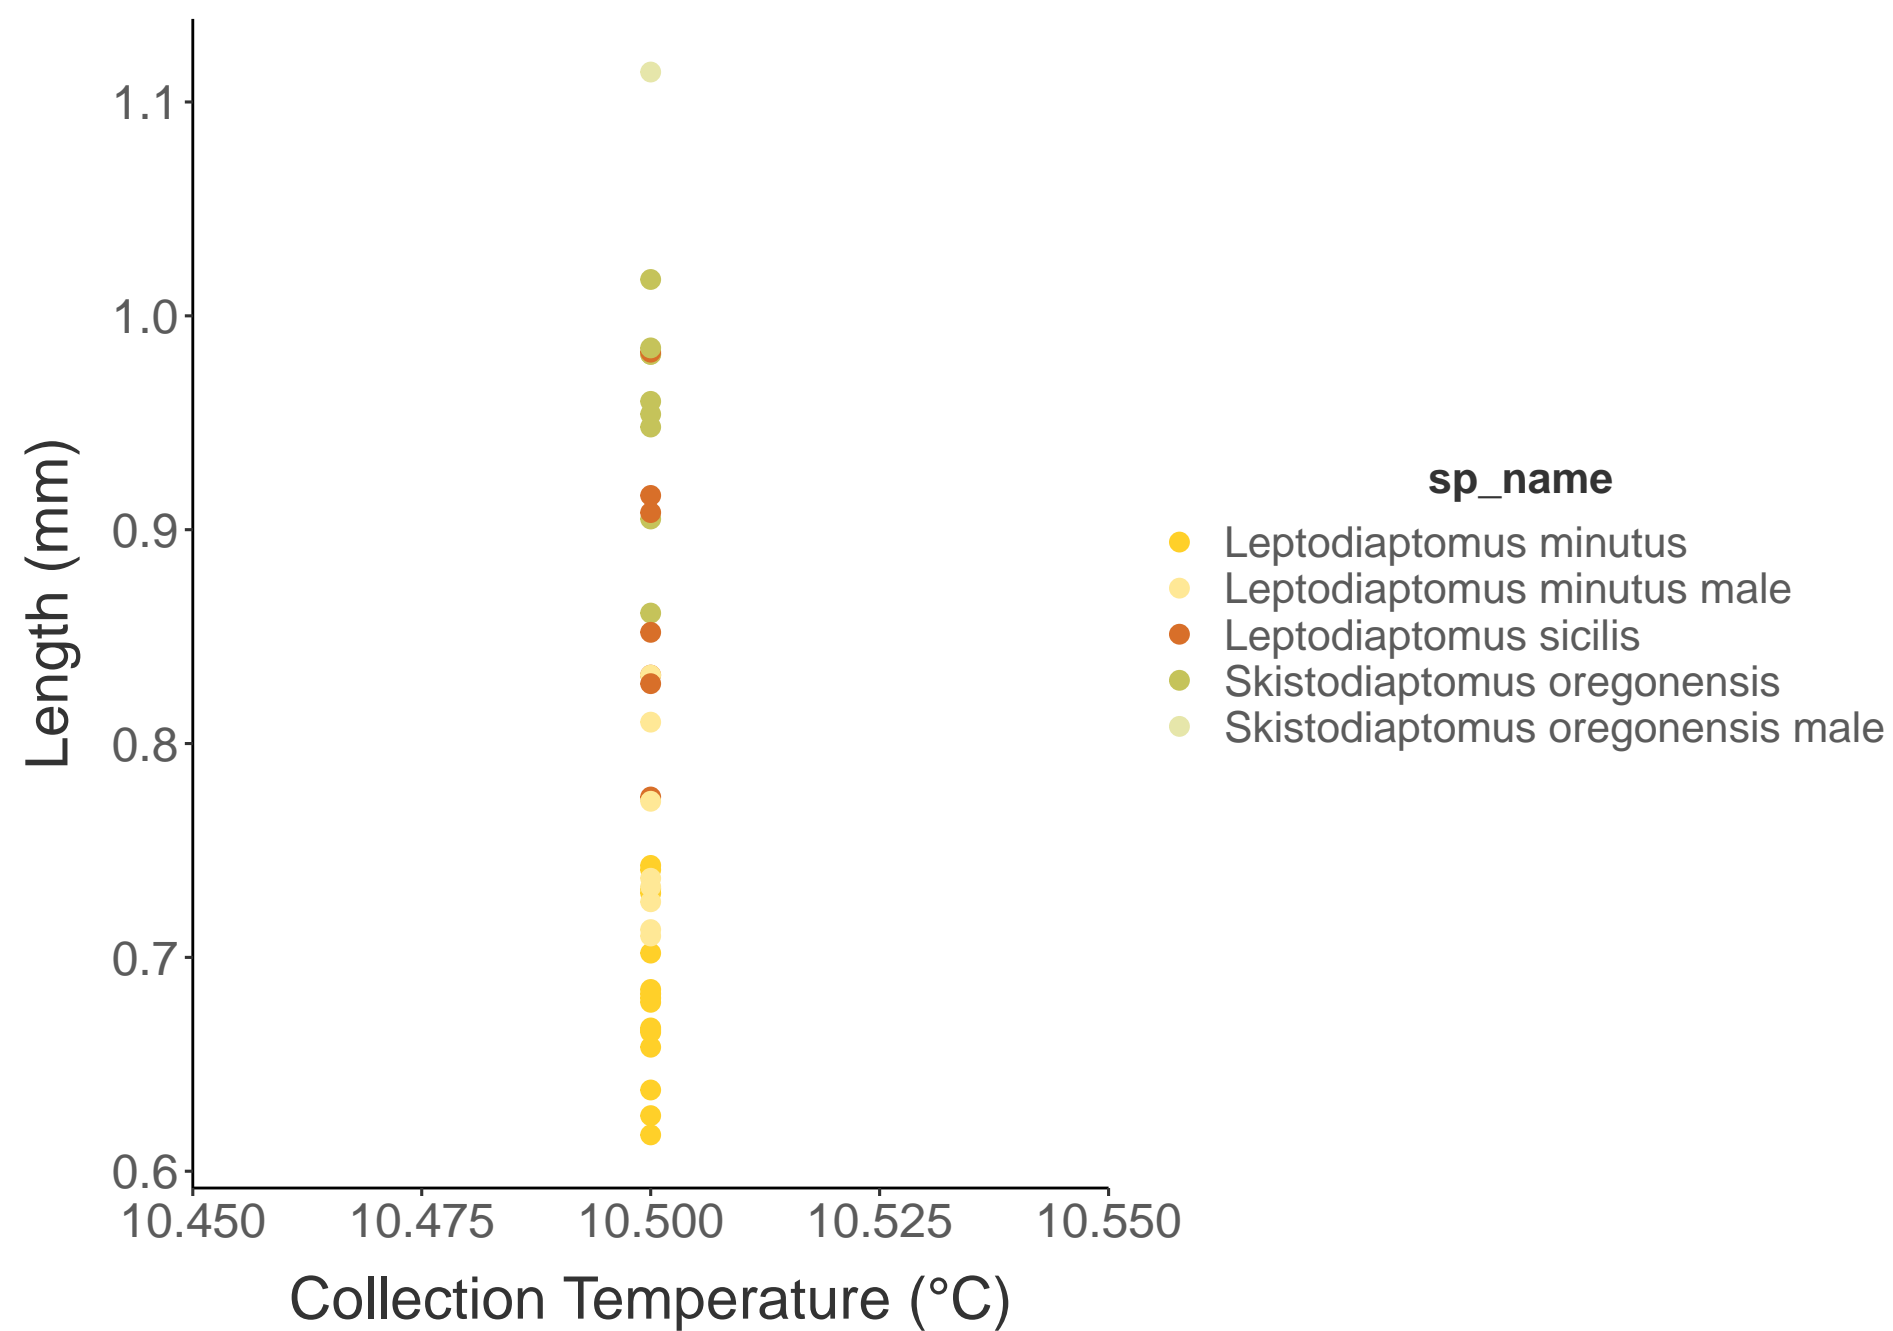 1.1
1.0
0.9
0.8
0.7
0.6
Length (mm)
10.450 10.475 10.500 10.525 10.550
Collection Temperature (°C)
sp_name
Leptodiaptomus minutus
Leptodiaptomus minutus male
Leptodiaptomus sicilis
Skistodiaptomus oregonensis
Skistodiaptomus oregonensis male